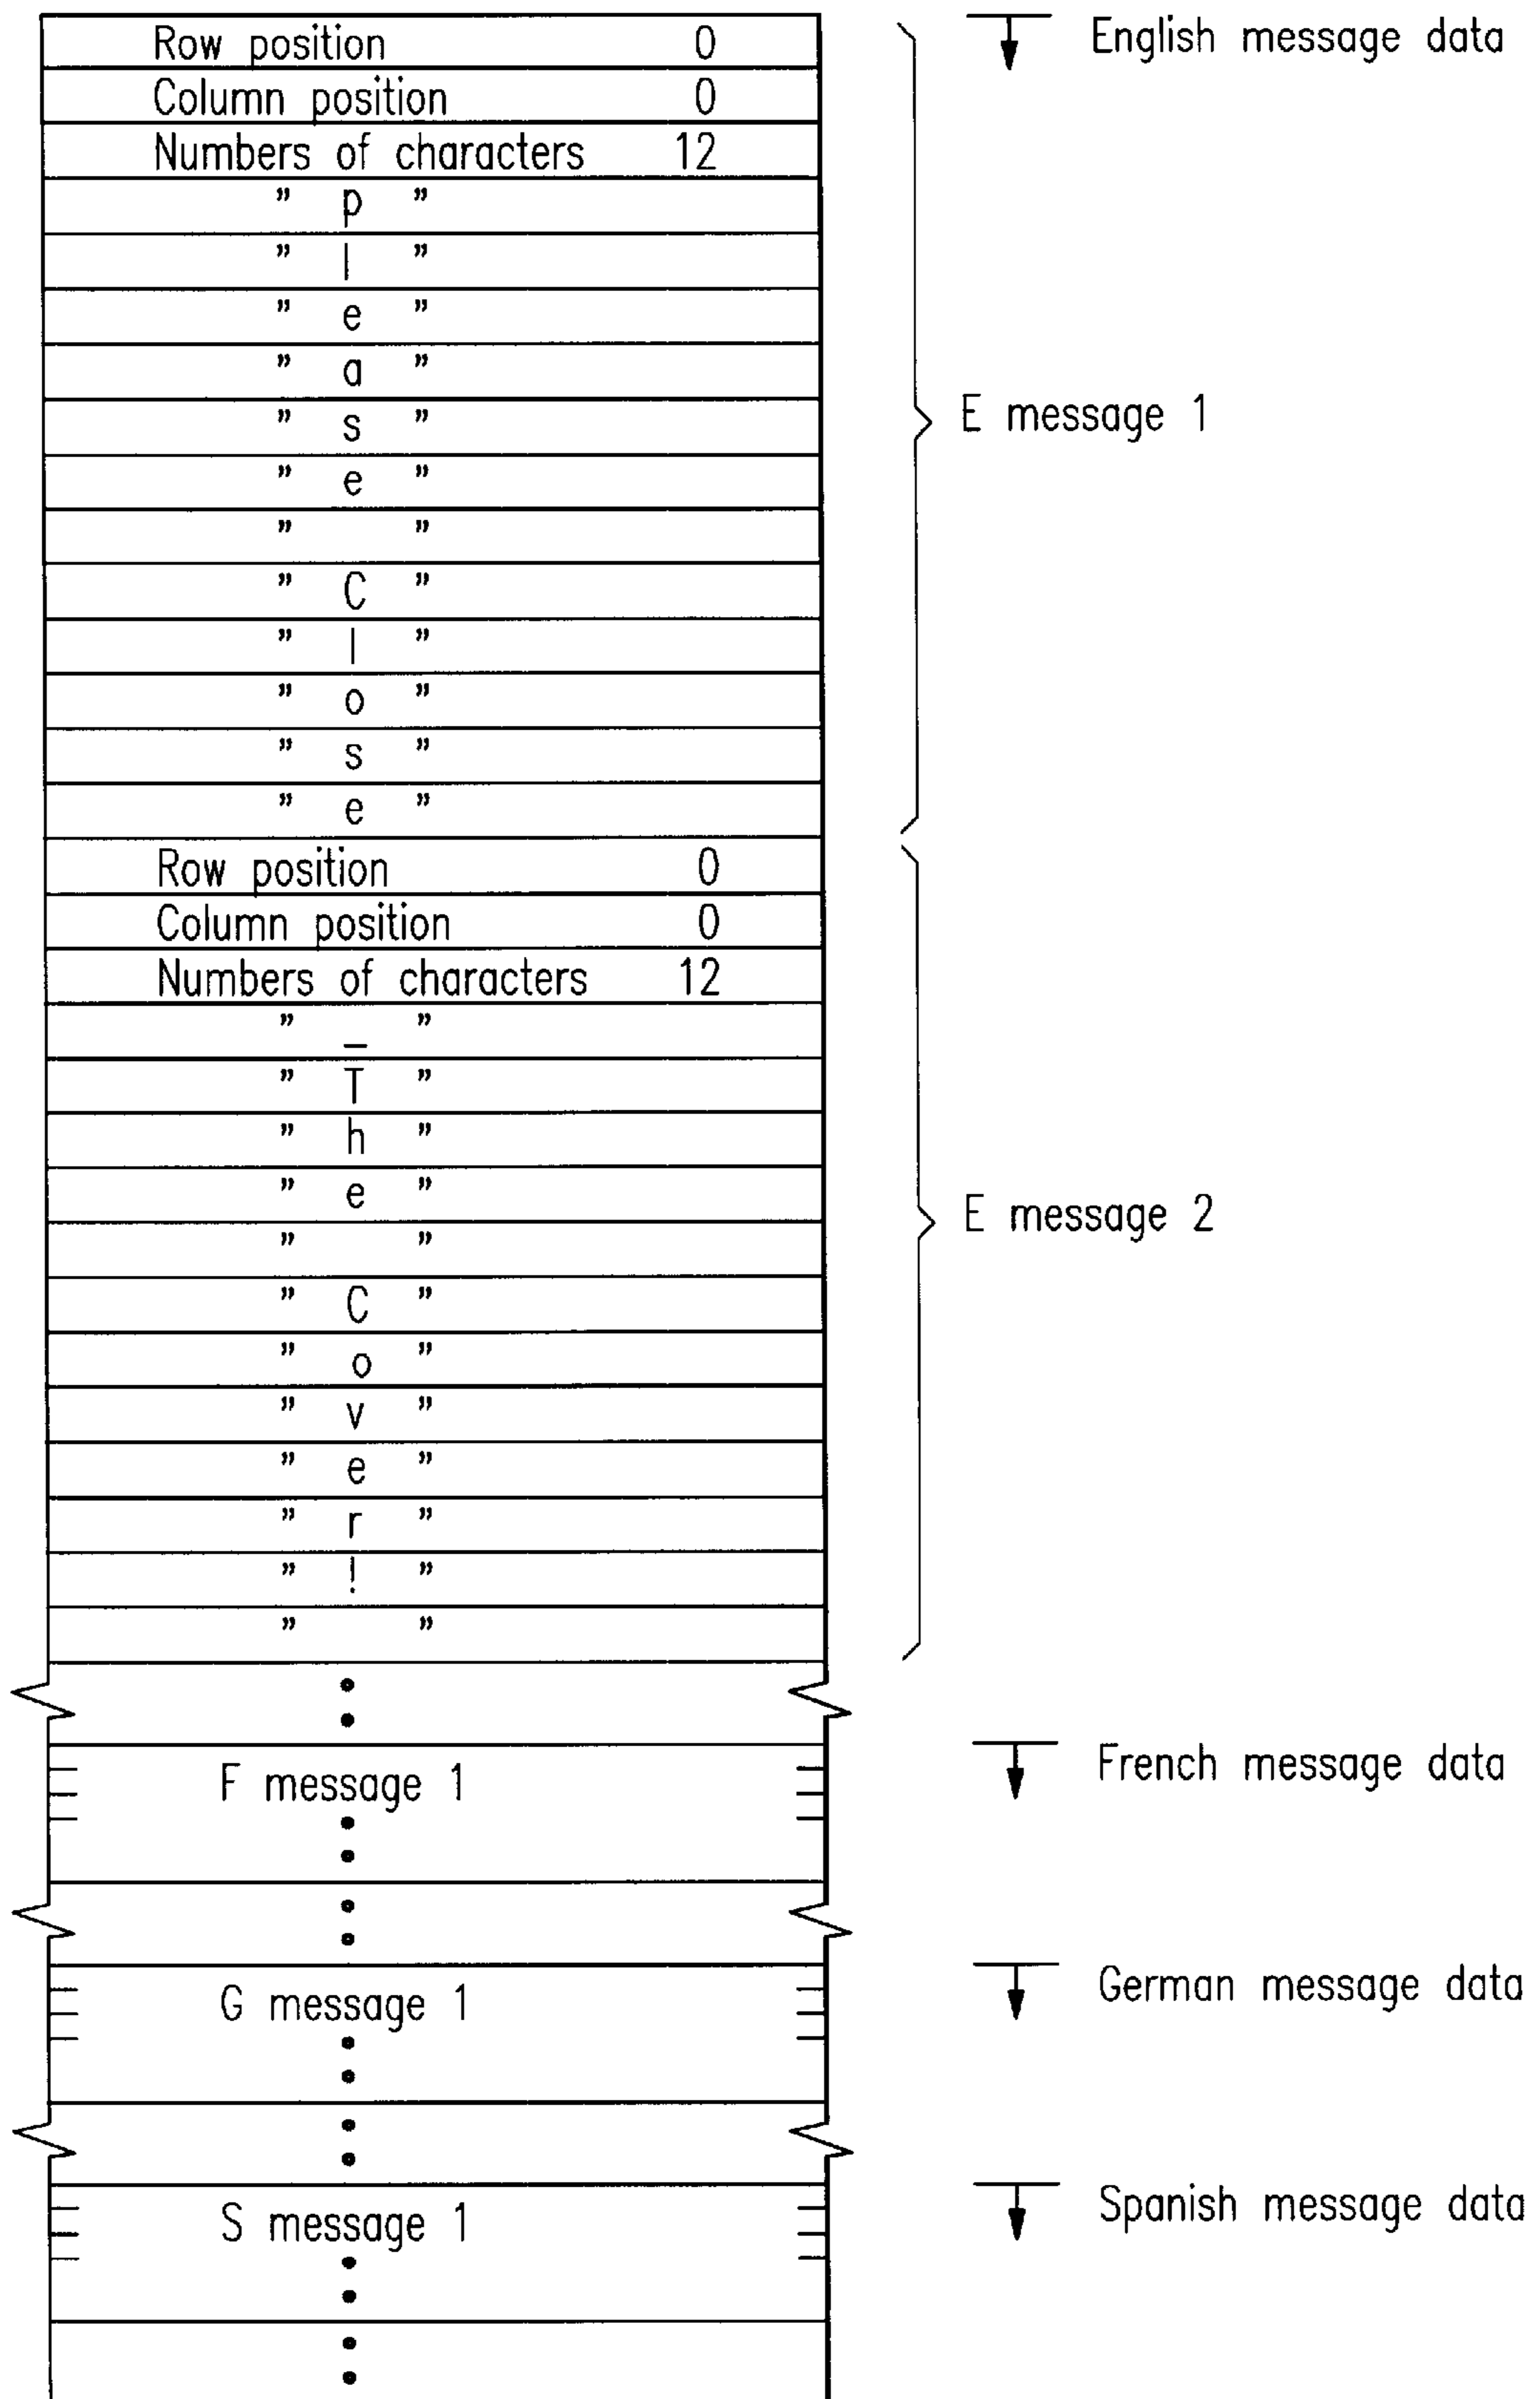 Row position 0 English message data
Column position 0
Numbers of characters 12
” p ”
” l ”
” e ”
” a ”
” s ” E message 1
” e ”
” ”
” C ”
” l ”
” o ”
” s ”
” e ”
Row position 0
Column position 0
Numbers of characters 12
” _ ”
” T ”
” h ”
” e ” E message 2
” ”
” C ”
” o ”
” v ”
” e ”
” r ”
” ! ”
” ”
F message 1 French message data
G message 1 German message data
S message 1 Spanish message data